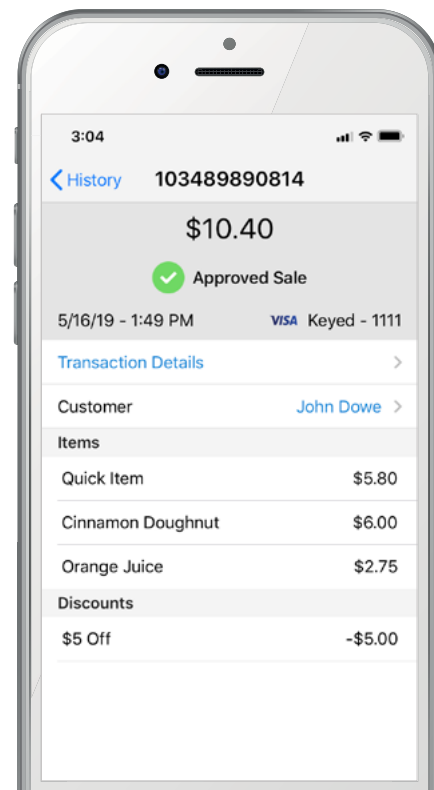 3:04
History 103489890814
$10.40
Approved Sale
5/16/19 - 1:49 PM VISA Keyed - 1111
Transaction Details
Customer John Dowe
Items
Quick Item $5.80
Cinnamon Doughnut $6.00
Orange Juice $2.75
Discounts
$5 Off -$5.00